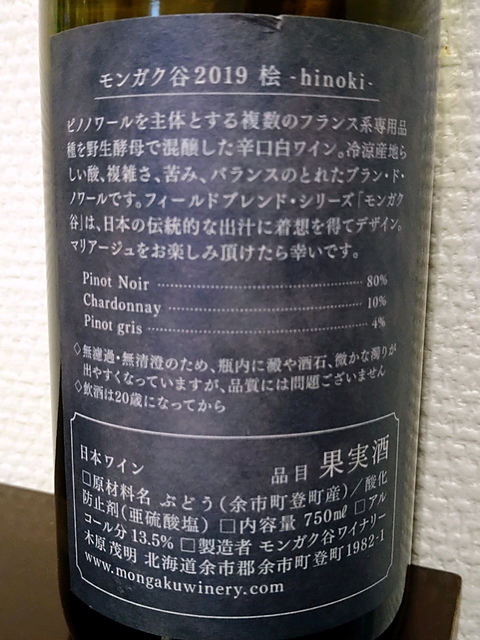 モンガク谷2019 桧 -hinoki-
ピノノワールを主体とする複数のフランス系専用品
種を野生酵母で混醸した辛口白ワイン。冷涼産地ら
しい酸、複雑さ、苦み、バランスのとれたブラン・ド・
ノワールです。フィールドブレンド・シリーズ「モンガク
谷」は、日本の伝統的な出汁に着想を得てデザイン。
マリアージュをお楽しみ頂けたら幸いです。
Pinot Noir ................................ 80%
Chardonnay ................................ 10%
Pinot gris ................................ 4%
◇無濾過・無清澄のため、瓶内に澱や酒石、微かな濁りが
出やすくなっていますが、品質には問題ございません
◇飲酒は20歳になってから
日本ワイン 品目 果実酒
□原材料名 ぶどう(余市町登町産)/酸化
防止剤(亜硫酸塩) □内容量 750㎖ □アル
コール分 13.5% □製造者 モンガク谷ワイナリー
木原 茂明 北海道余市郡余市町登町1982-1
www.mongakuwinery.com